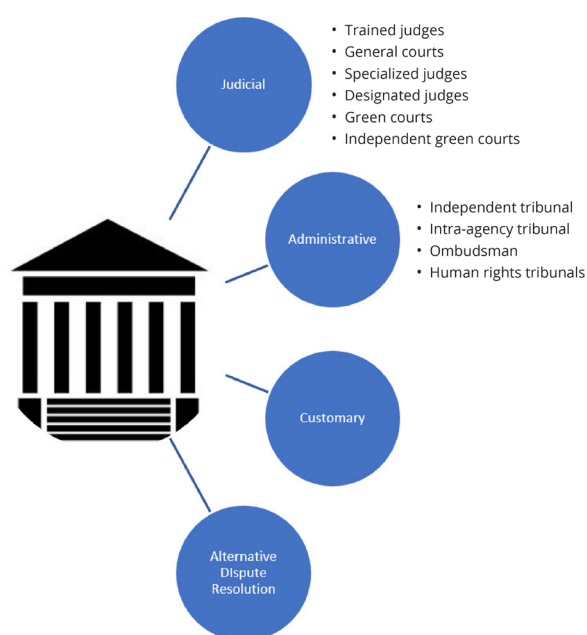 Judicial
• Trained judges
• General courts
• Specialized judges
• Designated judges
• Green courts
• Independent green courts
Administrative
• Independent tribunal
• Intra-agency tribunal
• Ombudsman
• Human rights tribunals
Customary
Alternative
DIspute
Resolution